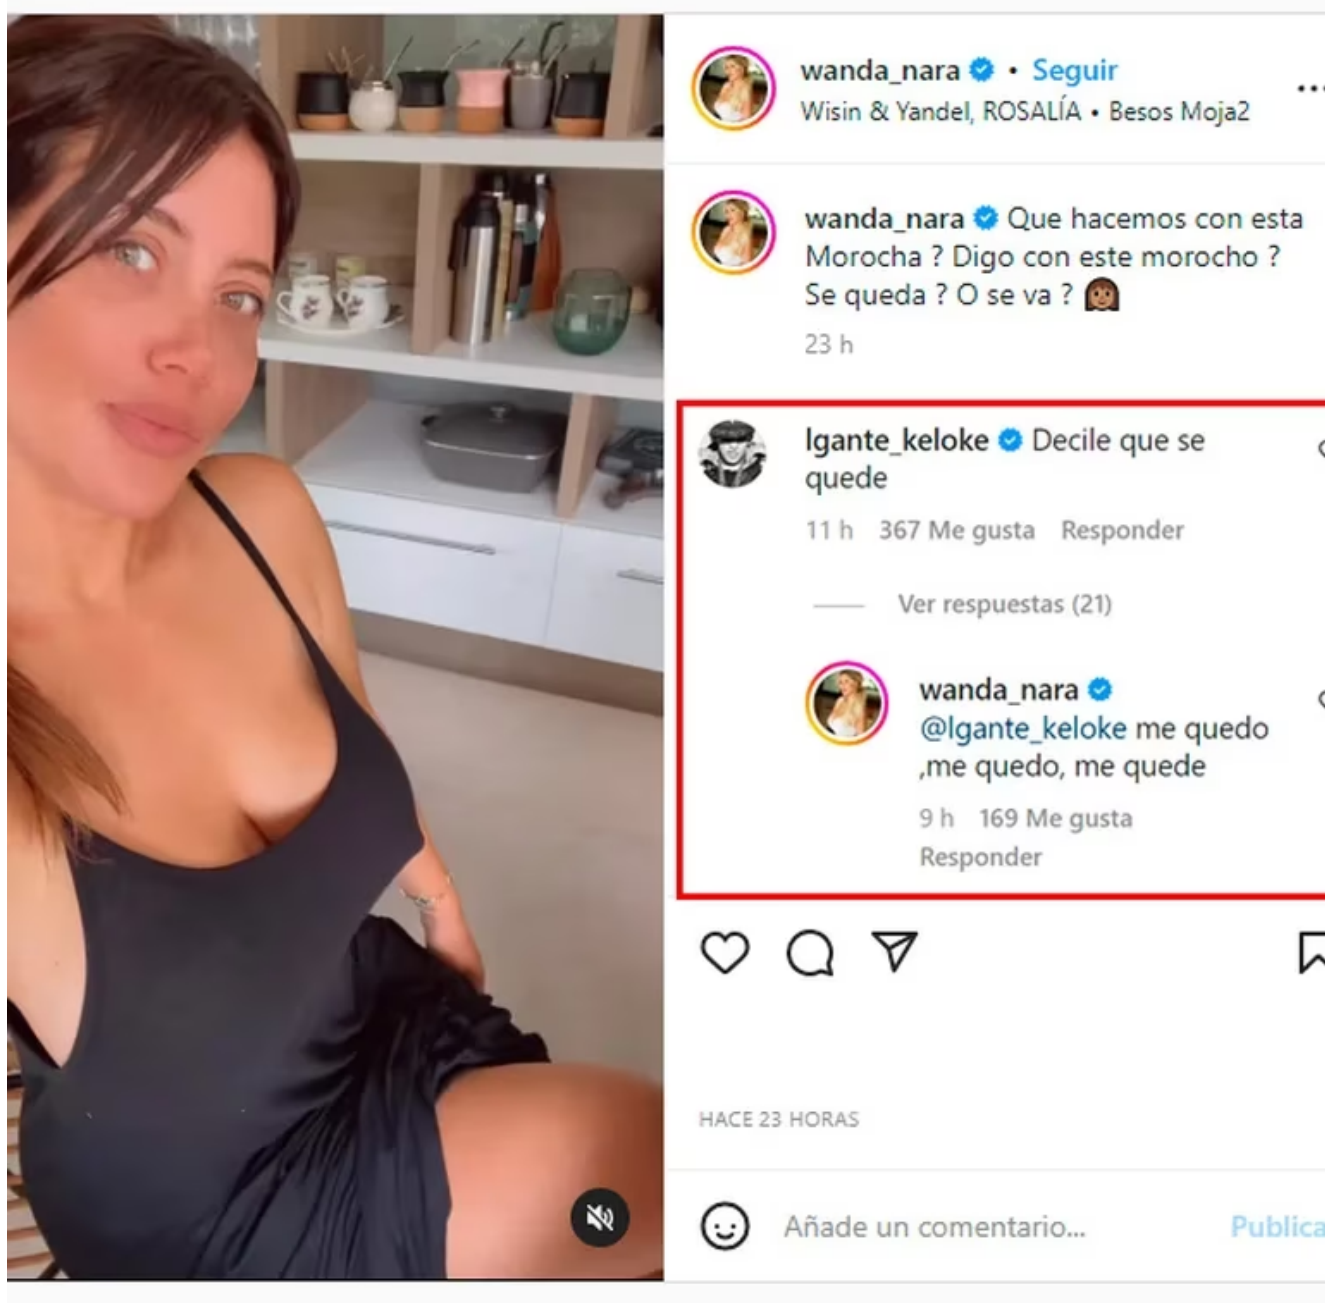 wanda_nara • Seguir
Wisin & Yandel, ROSALÍA • Besos Moja2
wanda_nara Que hacemos con esta
Morocha ? Digo con este morocho ?
Se queda ? O se va ?
23 h
lgante_keloke Decile que se
quede
11 h 367 Me gusta Responder
Ver respuestas (21)
wanda_nara
@lgante_keloke me quedo
,me quedo, me quede
9 h 169 Me gusta
Responder
HACE 23 HORAS
Añade un comentario... Publica